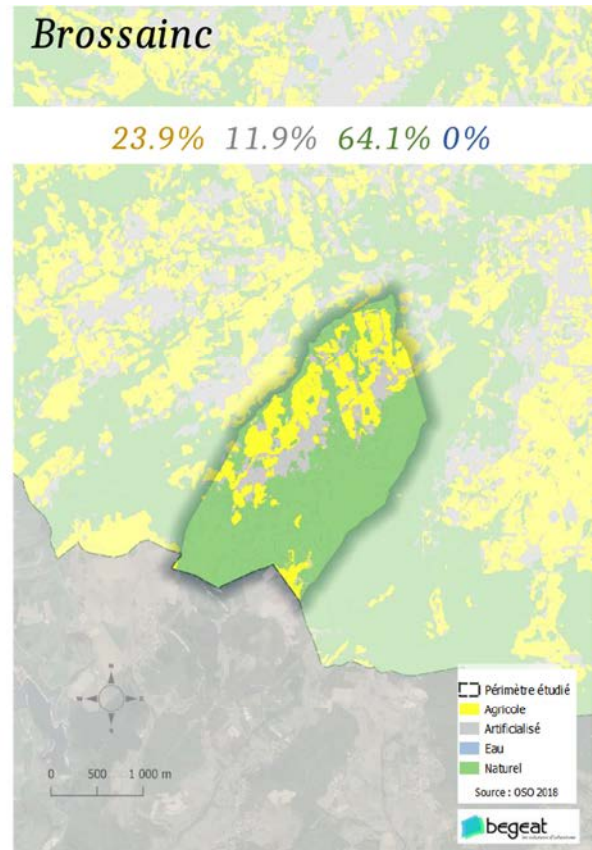 Brossainc
23.9% 11.9% 64.1% 0%
Périmètre étudié
Agricole
Artificialisé
Eau
Naturel
Source : OSO 2018
0 500 1 000 m
begeat